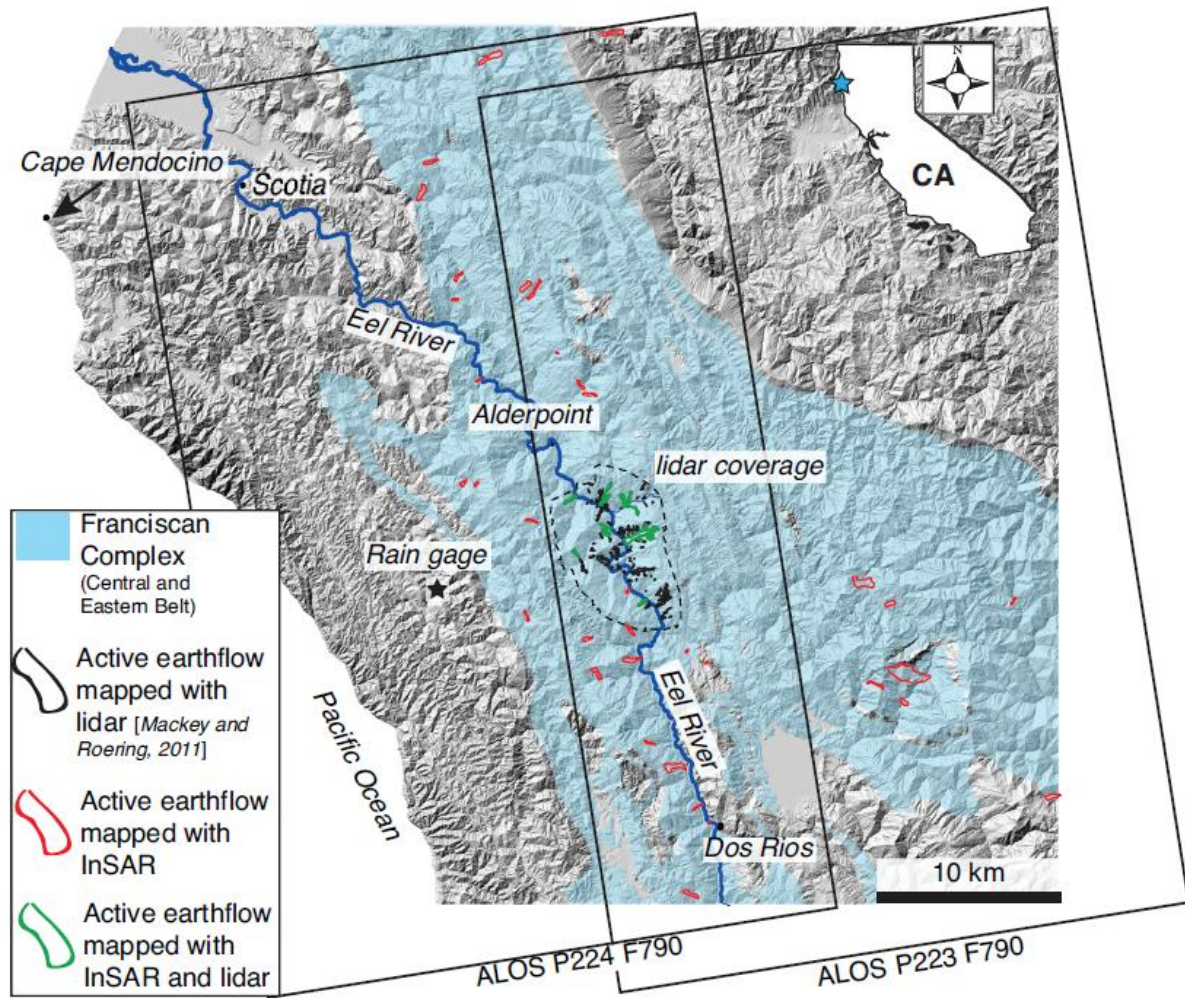 N
CA
Cape Mendocino
Scotia
Eel River
Alderpoint
lidar coverage
Rain gage
Pacific Ocean
Eel River
Dos Rios
10 km
ALOS P224 F790
ALOS P223 F790
Franciscan
Complex
(Central and
Eastern Belt)
Active earthflow
mapped with
lidar [Mackey and
Roering, 2011]
Active earthflow
mapped with
InSAR
Active earthflow
mapped with
InSAR and lidar